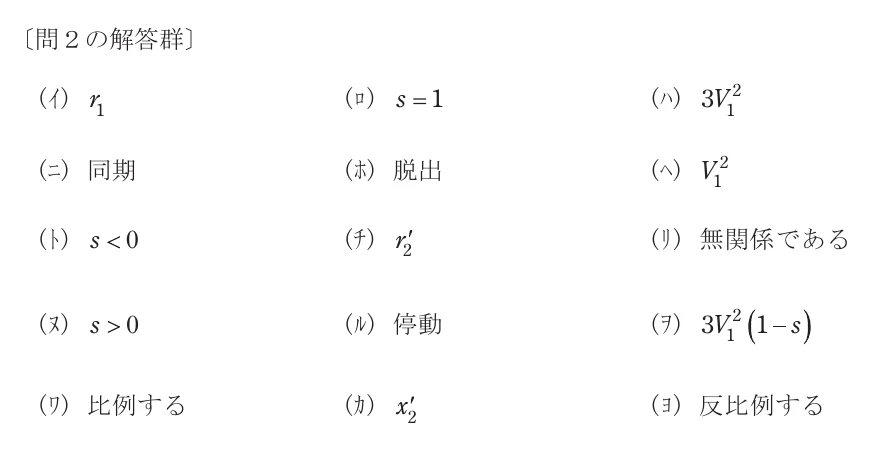 〔問２の解答群〕
(イ) r₁ (ロ) s = 1 (ハ) 3V₁²
(ニ) 同期 (ホ) 脱出 (ヘ) V₁²
(ト) s < 0 (チ) r₂′ (リ) 無関係である
(ヌ) s > 0 (ル) 停動 (ヲ) 3V₁²(1−s)
(ワ) 比例する (カ) x₂′ (ヨ) 反比例する